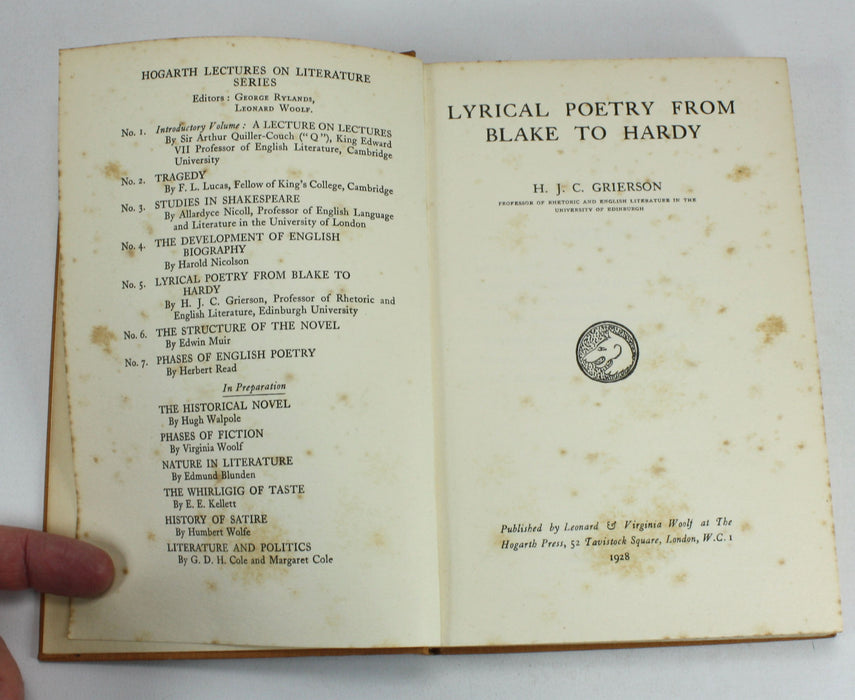 HOGARTH LECTURES ON LITERATURE
SERIES
Editors : GEORGE RYLANDS,
LEONARD WOOLF.
No. 1. Introductory Volume : A LECTURE ON LECTURES
By Sir Arthur Quiller-Couch ("Q"), King Edward
VII Professor of English Literature, Cambridge
University
No. 2. TRAGEDY
By F. L. Lucas, Fellow of King's College, Cambridge
No. 3. STUDIES IN SHAKESPEARE
By Allardyce Nicoll, Professor of English Language
and Literature in the University of London
No. 4. THE DEVELOPMENT OF ENGLISH
BIOGRAPHY
By Harold Nicolson
No. 5. LYRICAL POETRY FROM BLAKE TO
HARDY
By H. J. C. Grierson, Professor of Rhetoric and
English Literature, Edinburgh University
No. 6. THE STRUCTURE OF THE NOVEL
By Edwin Muir
No. 7. PHASES OF ENGLISH POETRY
By Herbert Read
In Preparation
THE HISTORICAL NOVEL
By Hugh Walpole
PHASES OF FICTION
By Virginia Woolf
NATURE IN LITERATURE
By Edmund Blunden
THE WHIRLIGIG OF TASTE
By E. E. Kellett
HISTORY OF SATIRE
By Humbert Wolfe
LITERATURE AND POLITICS
By G. D. H. Cole and Margaret Cole
LYRICAL POETRY FROM
BLAKE TO HARDY
H. J. C. GRIERSON
PROFESSOR OF RHETORIC AND ENGLISH LITERATURE IN THE
UNIVERSITY OF EDINBURGH
Published by Leonard & Virginia Woolf at The
Hogarth Press, 52 Tavistock Square, London, W.C. 1
1928